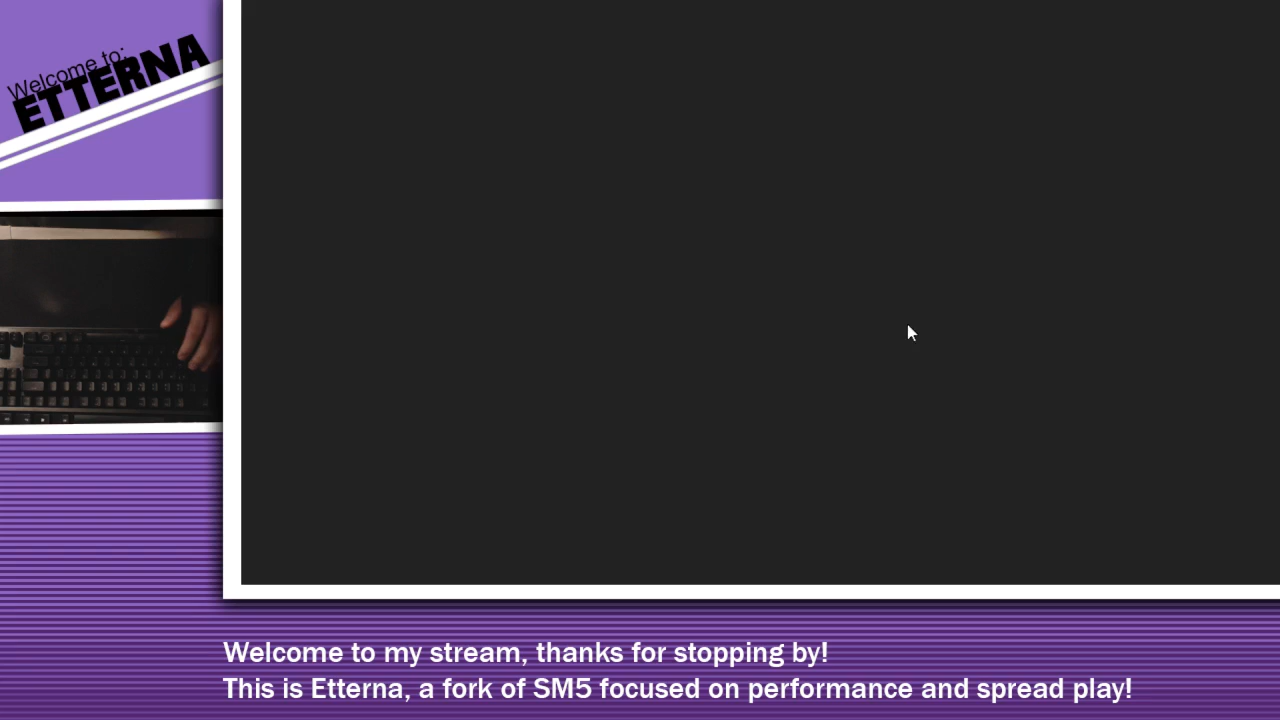 Welcome to:
ETTERNA
Welcome to my stream, thanks for stopping by!
This is Etterna, a fork of SM5 focused on performance and spread play!